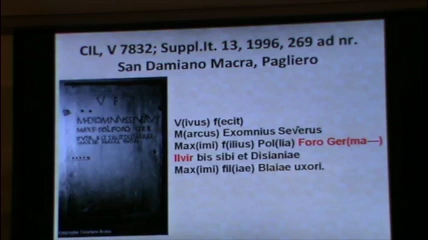 CIL, V 7832; Suppl.It. 13, 1996, 269 ad nr.
San Damiano Macra, Pagliero
V F
V(ivus) f(ecit)
M(arcus) Exomnius Severus
Max(imi) f(ilius) Pol(lia) Foro Ger(ma—)
IIvir bis sibi et Disianiae
Max(imi) fil(iae) Blaiae uxori.